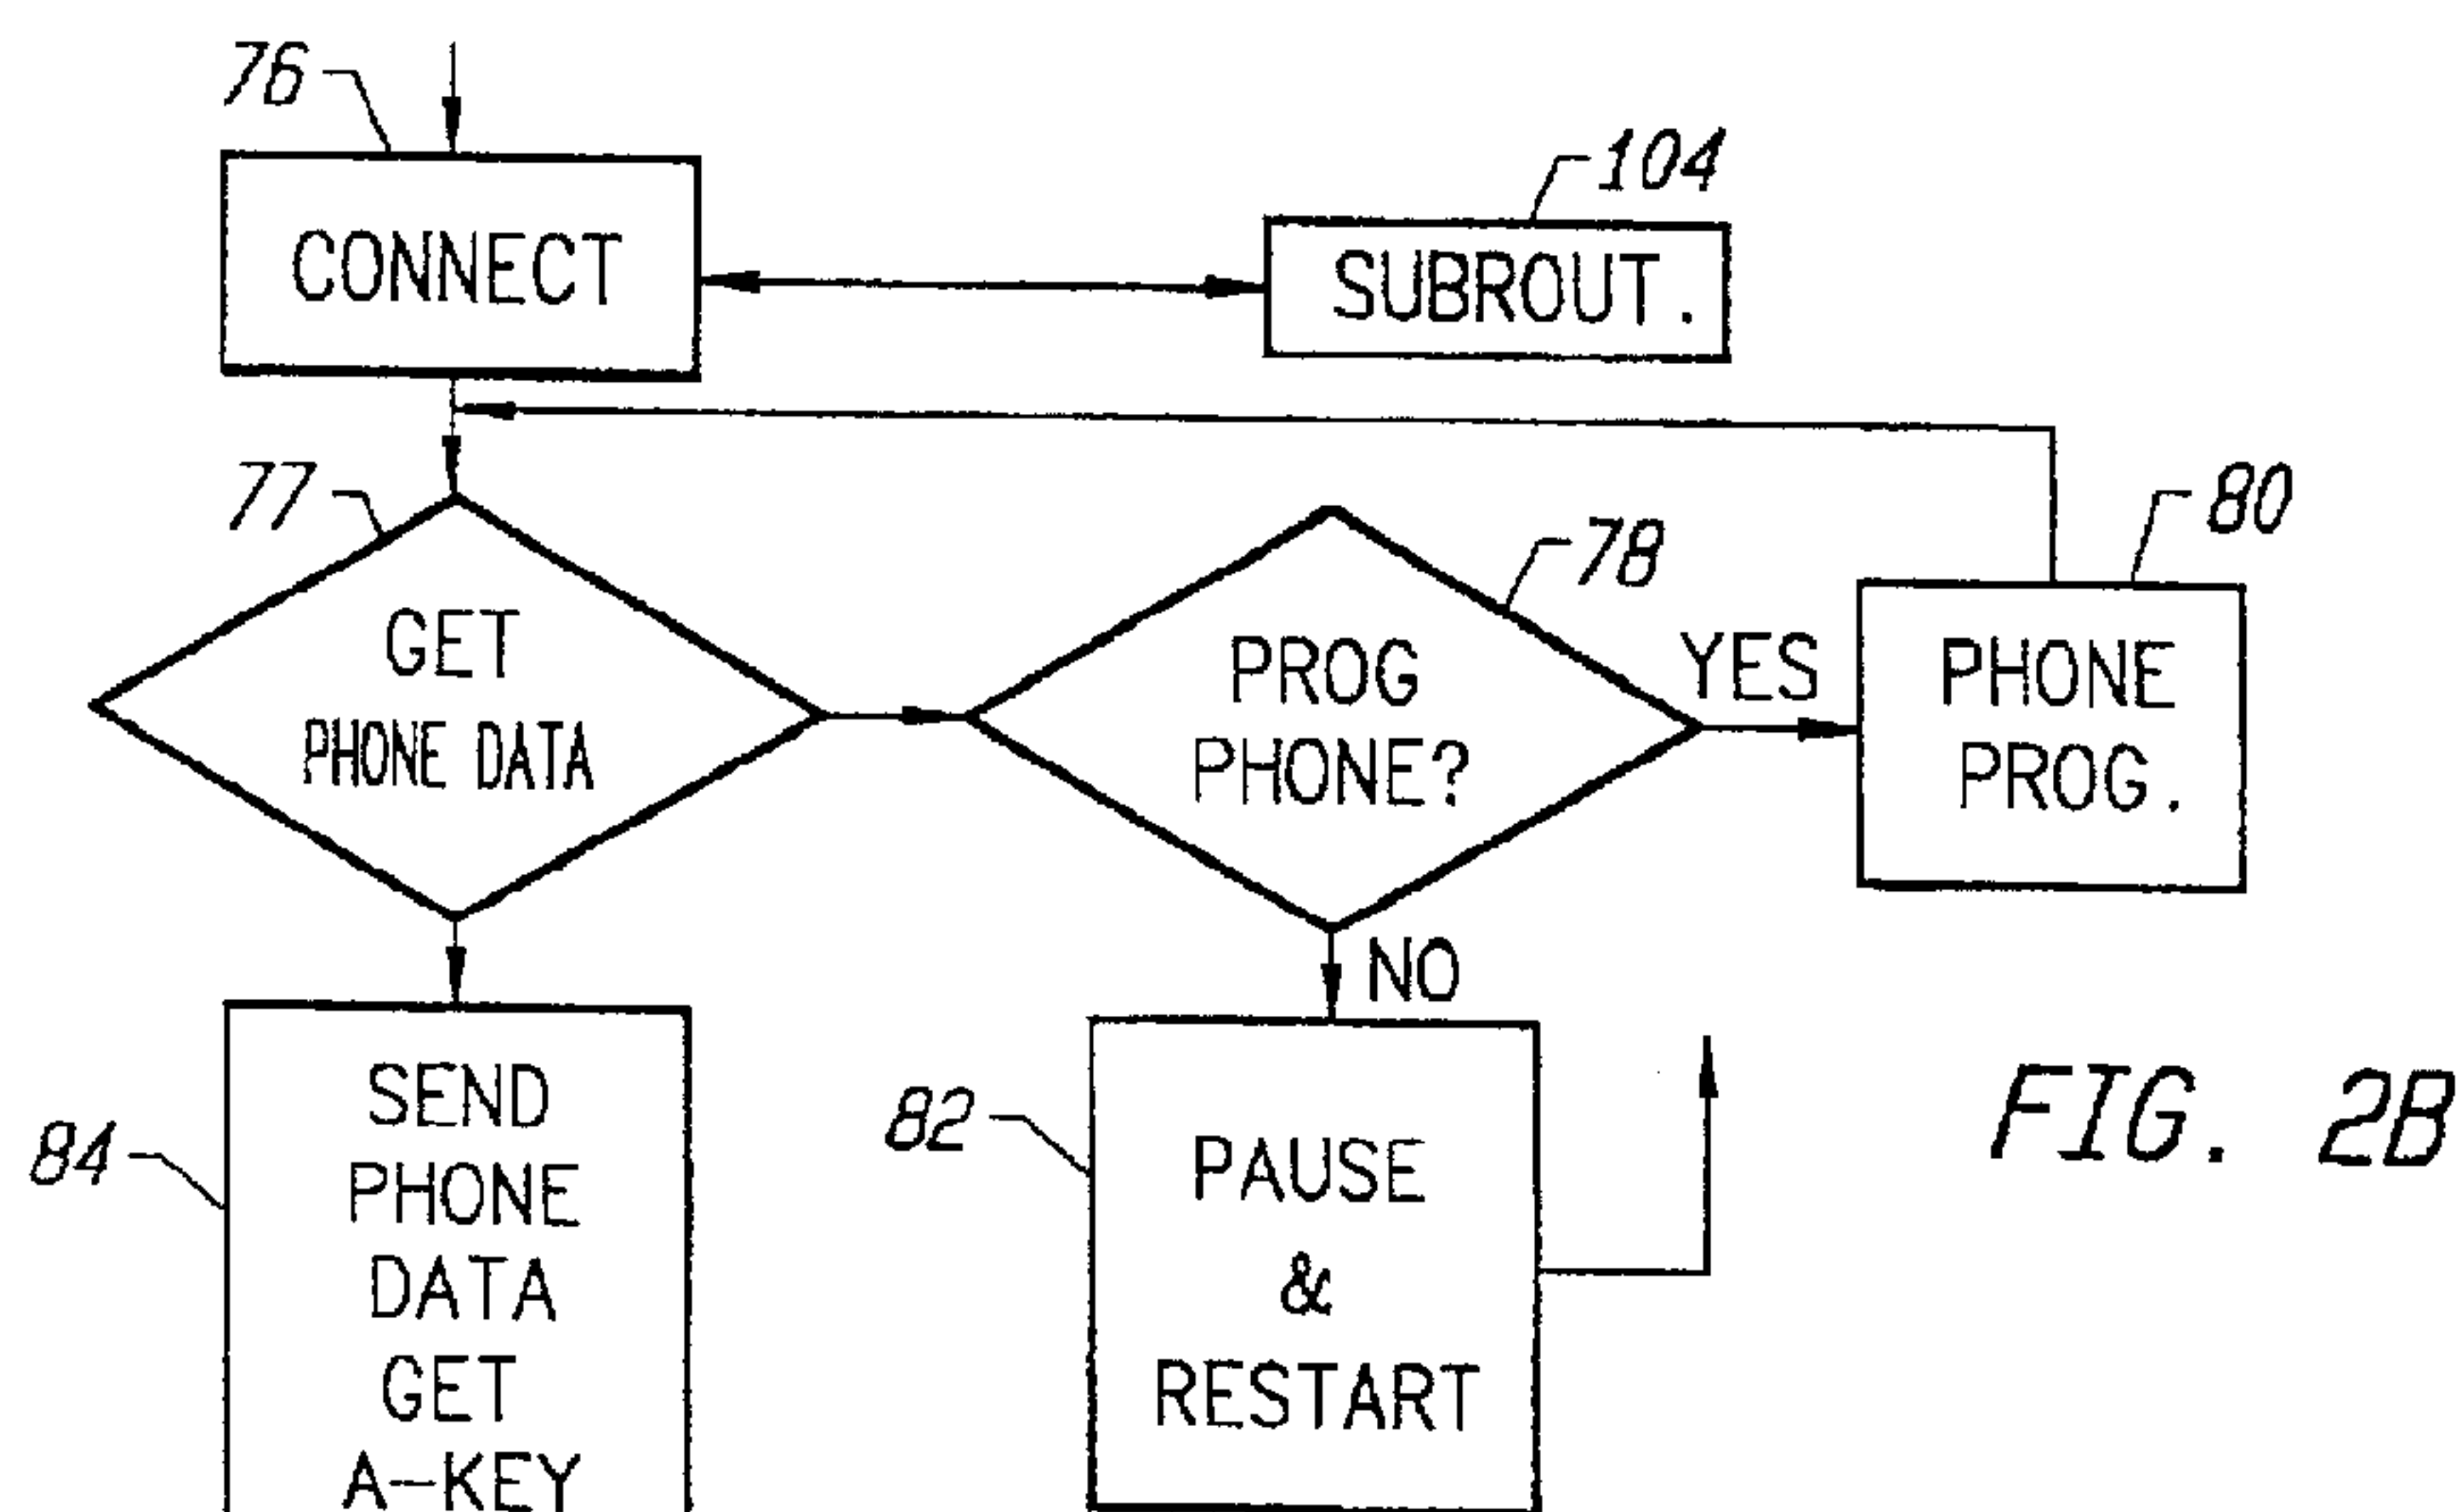 76
CONNECT
104
SUBROUT.
77
GET
PHONE DATA
78
PROG
PHONE?
YES
80
PHONE
PROG.
NO
84
SEND
PHONE
DATA
GET
A-KEY
82
PAUSE
&
RESTART
FIG. 2B